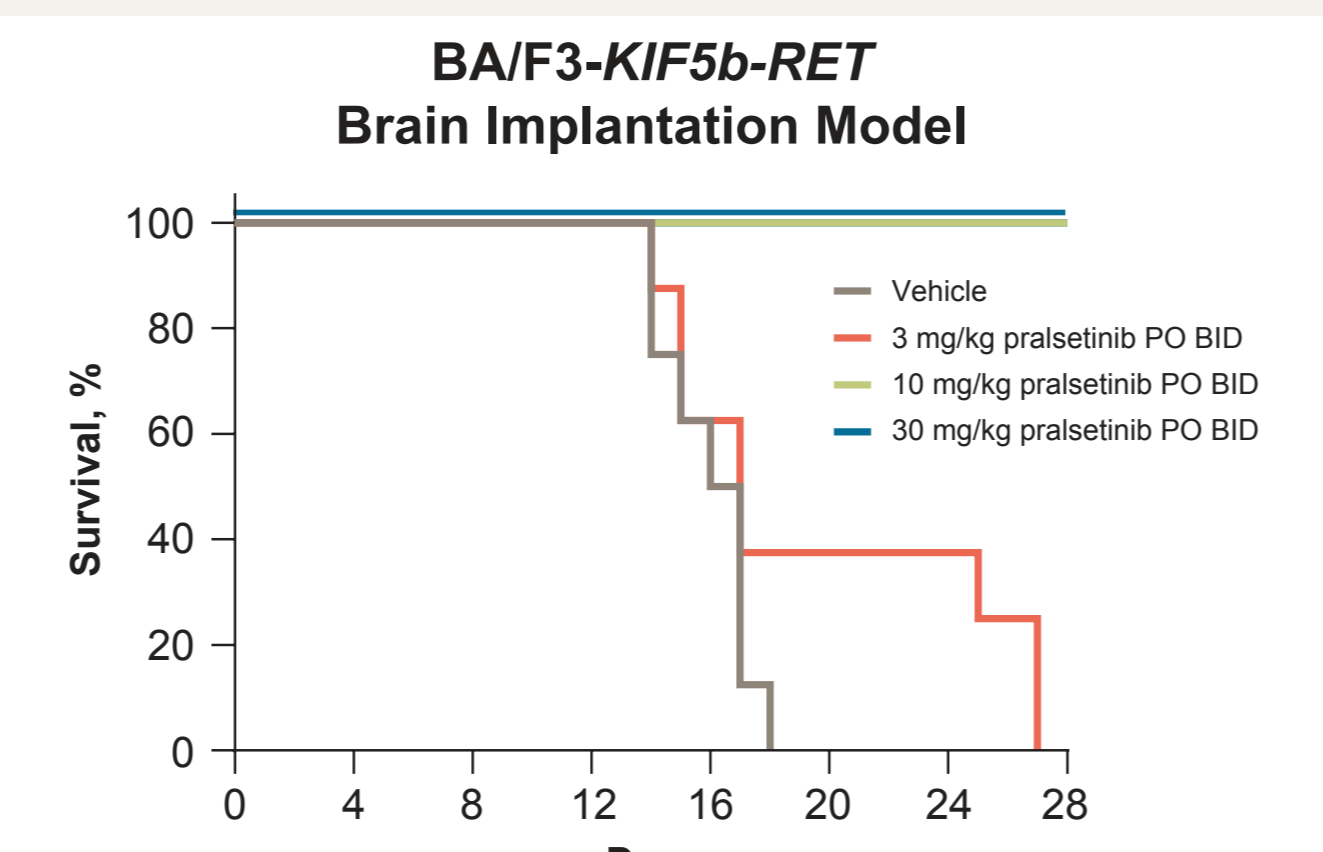 BA/F3-KIF5b-RET
Brain Implantation Model
Survival, %
100
80
60
40
20
0
Vehicle
3 mg/kg pralsetinib PO BID
10 mg/kg pralsetinib PO BID
30 mg/kg pralsetinib PO BID
0 4 8 12 16 20 24 28